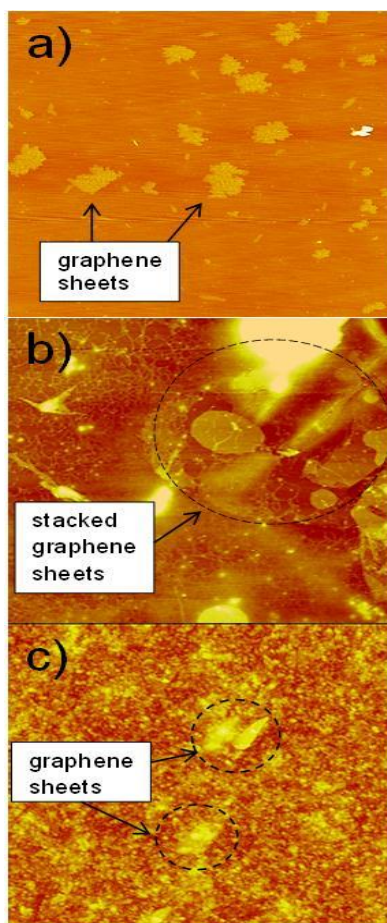 a)
graphene
sheets
b)
stacked
graphene
sheets
c)
graphene
sheets